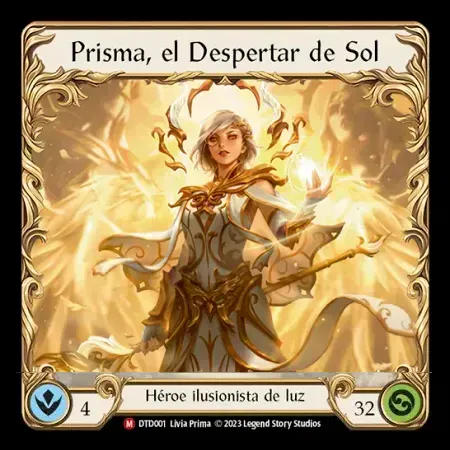 Prisma, el Despertar de Sol
Héroe ilusionista de luz
4
32
M DTD001 Livia Prima © 2023 Legend Story Studios